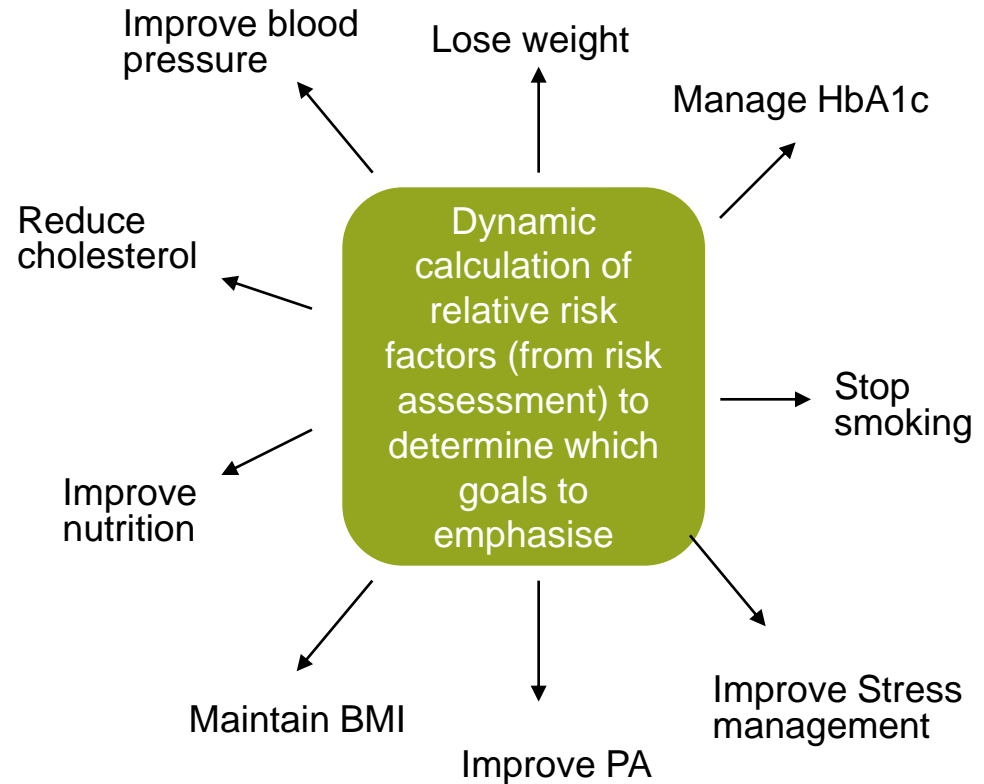 Improve blood
pressure
Lose weight
Manage HbA1c
Reduce
cholesterol
Dynamic
calculation of
relative risk
factors (from risk
assessment) to
determine which
goals to
emphasise
Stop
smoking
Improve
nutrition
Maintain BMI
Improve PA
Improve Stress
management